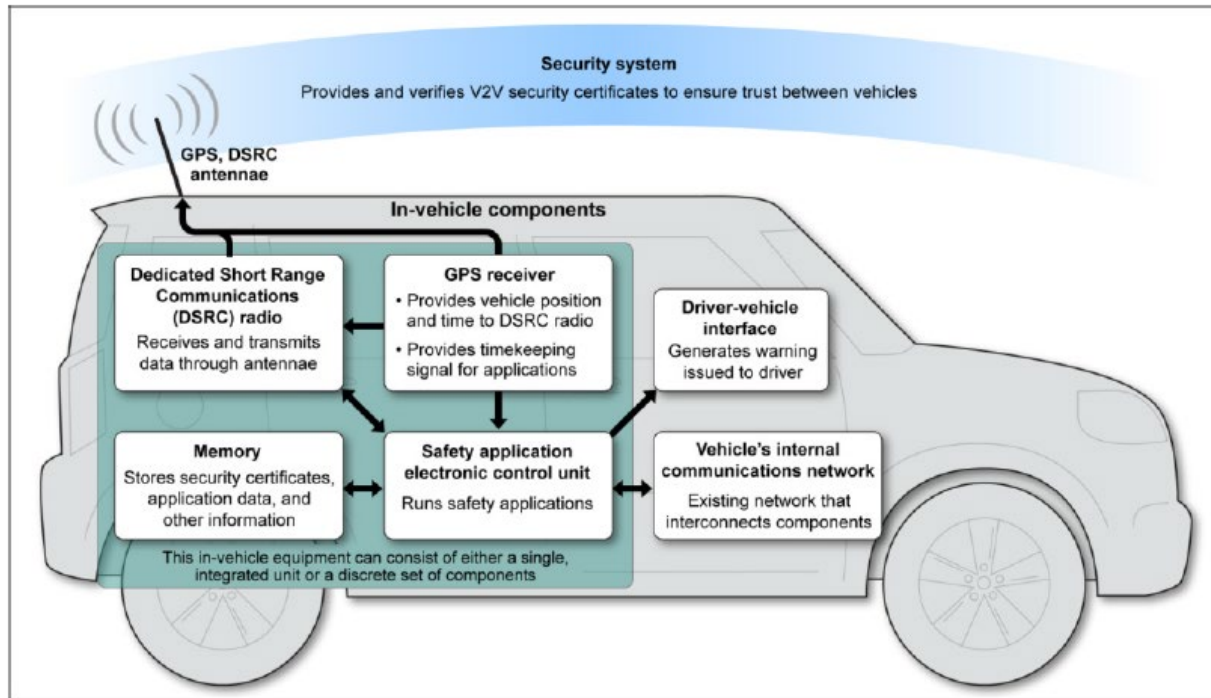 Security system
Provides and verifies V2V security certificates to ensure trust between vehicles
GPS, DSRC
antennae
In-vehicle components
Dedicated Short Range
Communications
(DSRC) radio
Receives and transmits
data through antennae
GPS receiver
• Provides vehicle position
and time to DSRC radio
• Provides timekeeping
signal for applications
Driver-vehicle
interface
Generates warning
issued to driver
Memory
Stores security certificates,
application data, and
other information
Safety application
electronic control unit
Runs safety applications
Vehicle's internal
communications network
Existing network that
interconnects components
This in-vehicle equipment can consist of either a single,
integrated unit or a discrete set of components